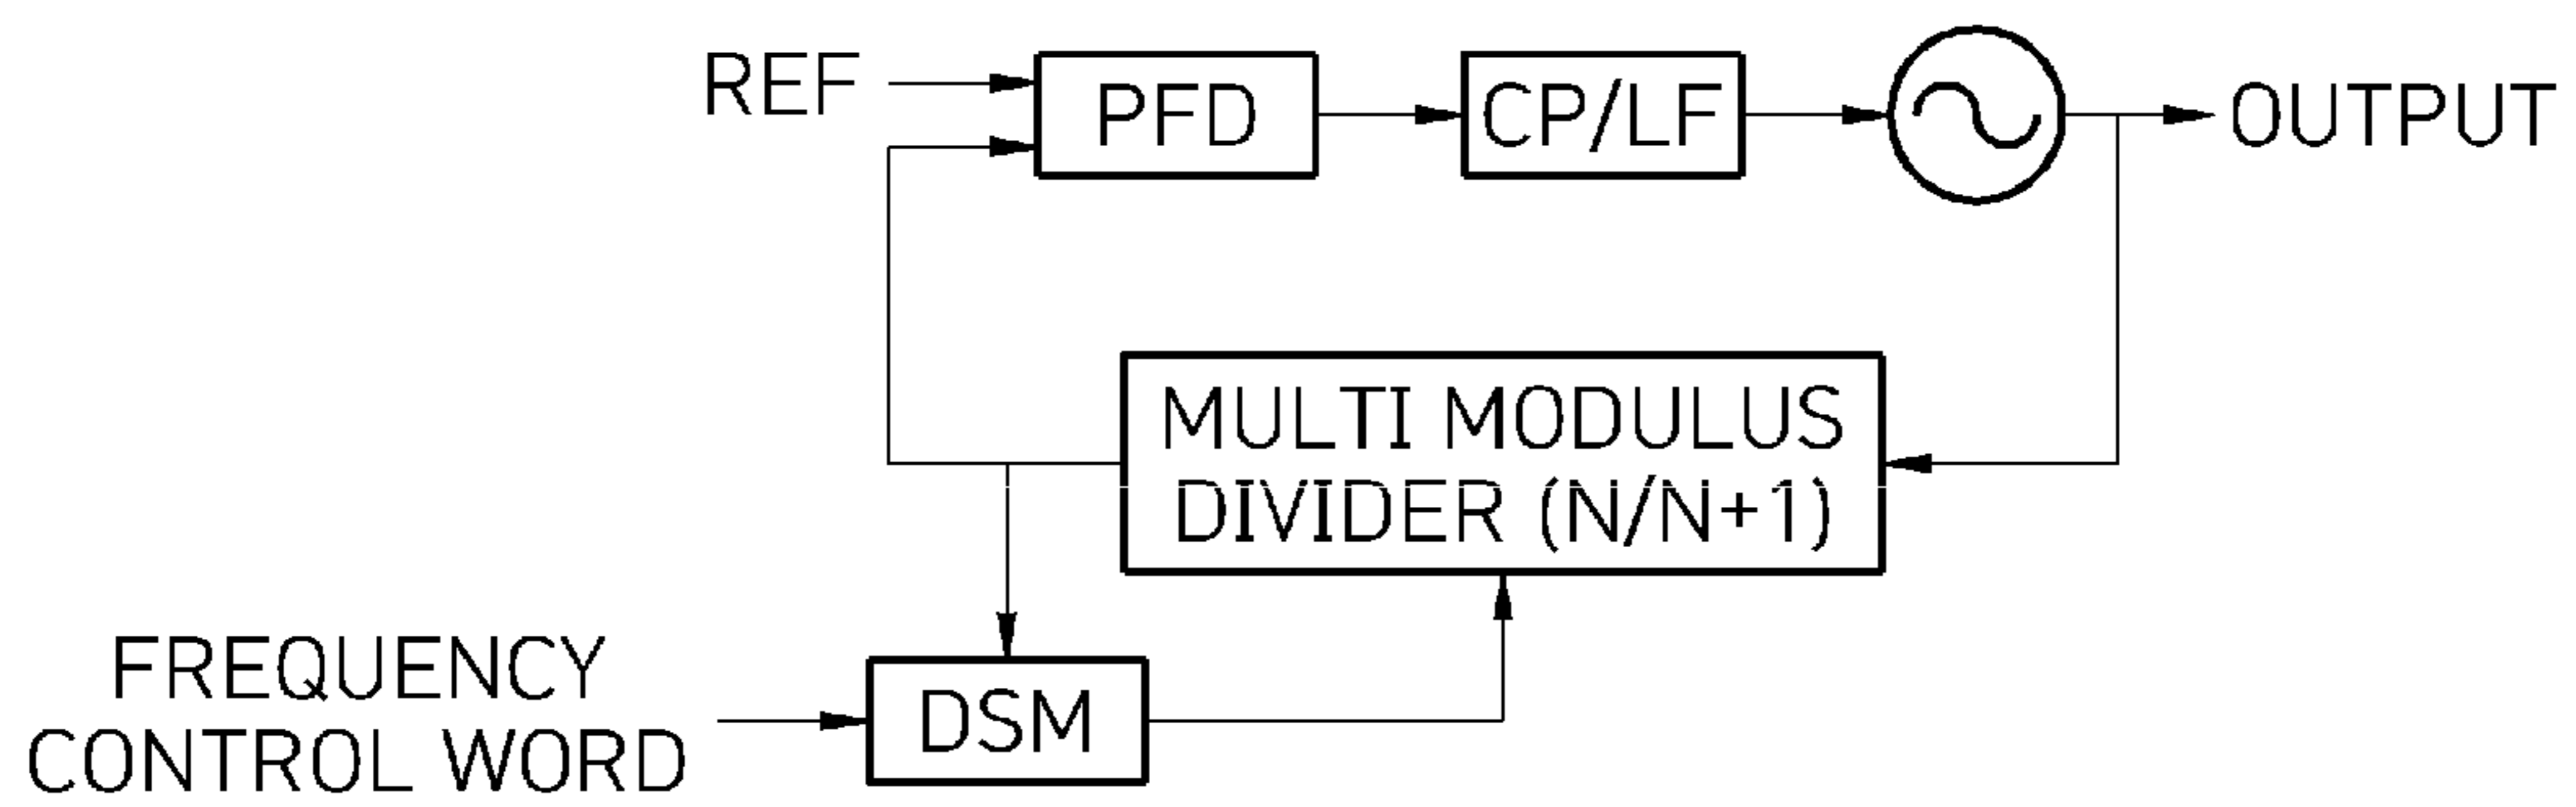 REF
PFD
CP/LF
OUTPUT
MULTI MODULUS
DIVIDER (N/N+1)
FREQUENCY
CONTROL WORD
DSM